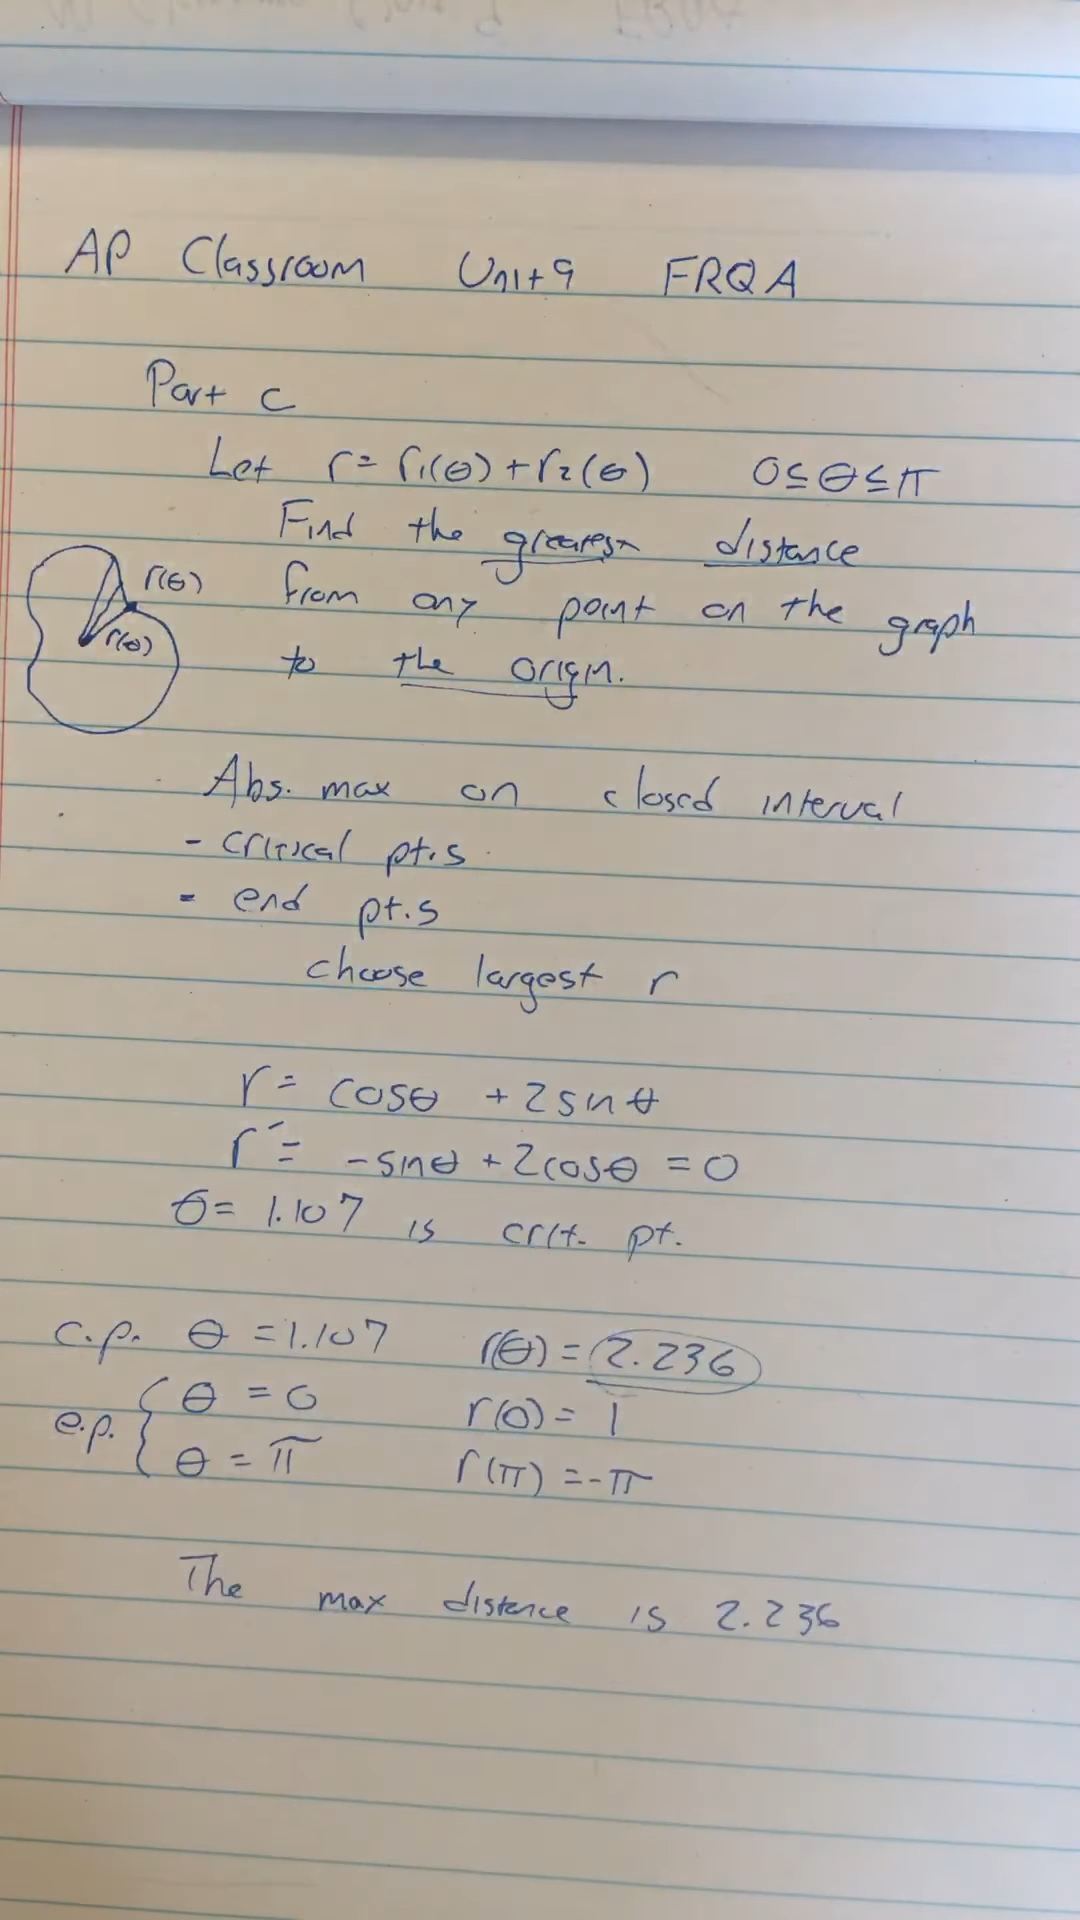 AP Classroom Unit 9 FRQ A
Part C
Let r = r₁(θ) + r₂(θ) 0 ≤ θ ≤ π
Find the greatest distance
r(θ) from any point on the graph
r(θ) to the origin.
Abs. max on closed interval
- critical pt.s
- end pt.s
choose largest r
r = cosθ + 2sinθ
r' = -sinθ + 2cosθ = 0
θ = 1.107 is crit. pt.
c.p. θ = 1.107 r(θ) = 2.236
e.p. { θ = 0 r(0) = 1
θ = π r(π) = -π
The max distance is 2.236